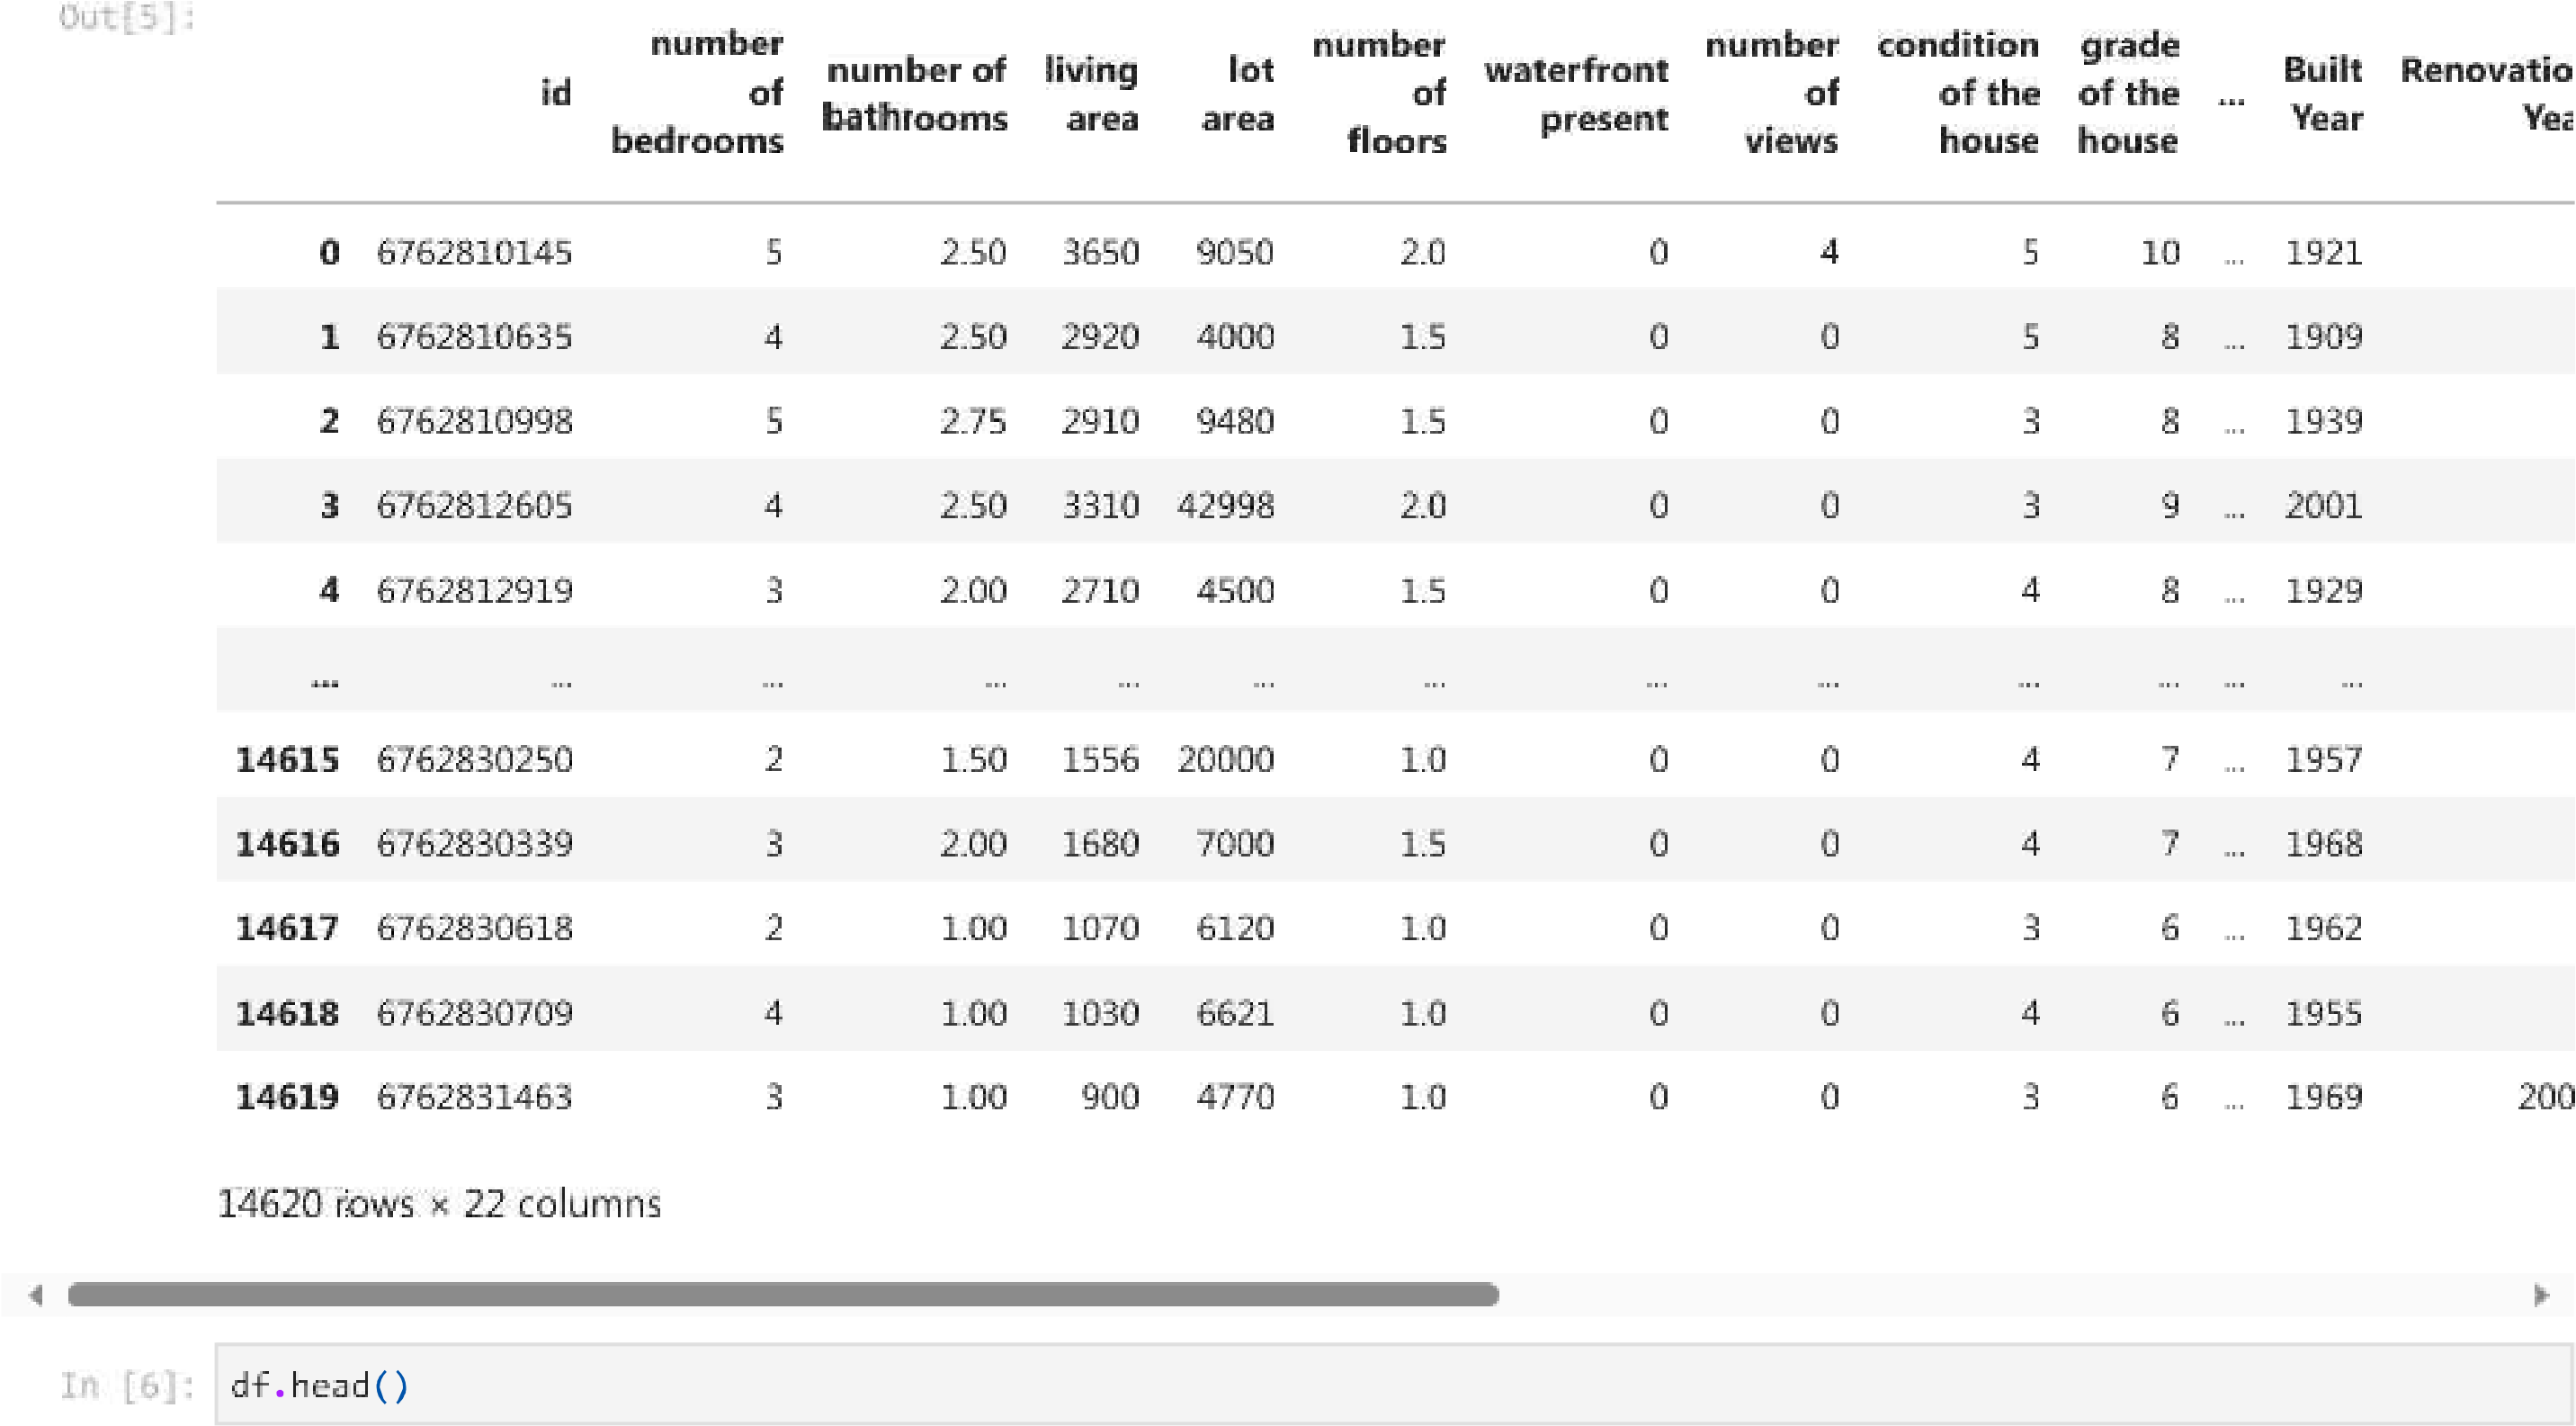 Out[5]:
id number of bedrooms number of bathrooms living area lot area number of floors waterfront present number of views condition of the house grade of the house ... Built Year Renovatio Yea
0 6762810145 5 2.50 3650 9050 2.0 0 4 5 10 ... 1921
1 6762810635 4 2.50 2920 4000 1.5 0 0 5 8 ... 1909
2 6762810998 5 2.75 2910 9480 1.5 0 0 3 8 ... 1939
3 6762812605 4 2.50 3310 42998 2.0 0 0 3 9 ... 2001
4 6762812919 3 2.00 2710 4500 1.5 0 0 4 8 ... 1929
... ... ... ... ... ... ... ... ... ... ... ... ...
14615 6762830250 2 1.50 1556 20000 1.0 0 0 4 7 ... 1957
14616 6762830339 3 2.00 1680 7000 1.5 0 0 4 7 ... 1968
14617 6762830618 2 1.00 1070 6120 1.0 0 0 3 6 ... 1962
14618 6762830709 4 1.00 1030 6621 1.0 0 0 4 6 ... 1955
14619 6762831463 3 1.00 900 4770 1.0 0 0 3 6 ... 1969 200
14620 rows × 22 columns
In [6]: df.head()